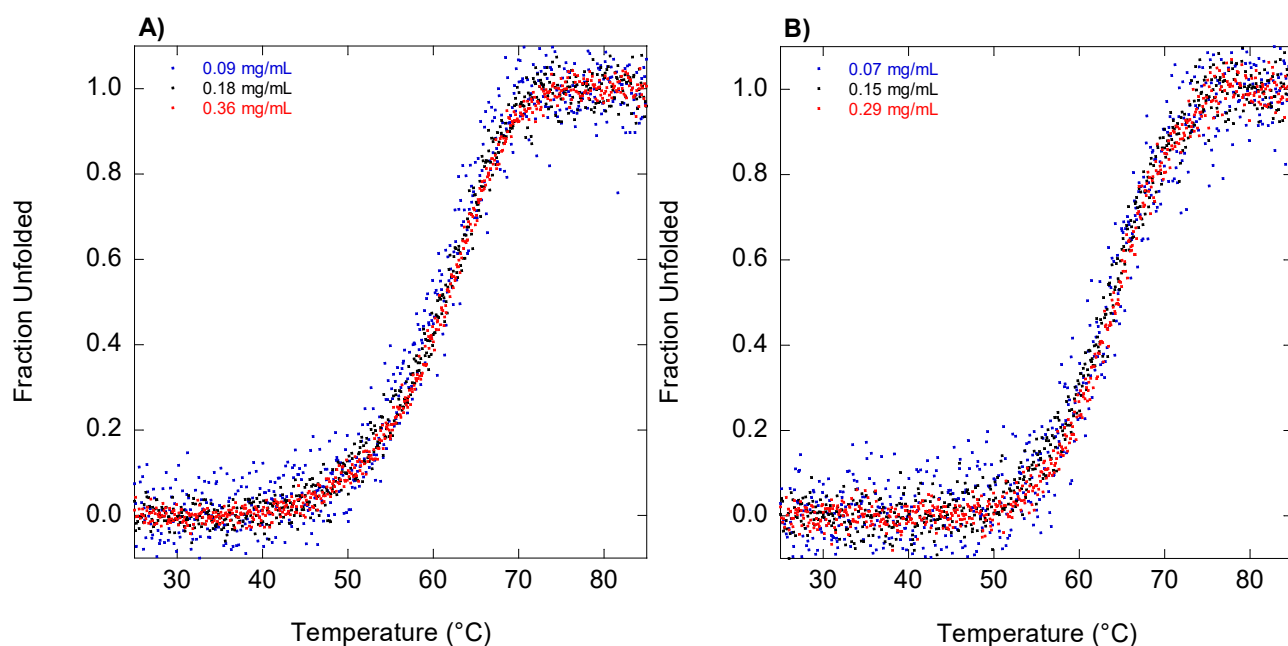 A)
0.09 mg/mL
0.18 mg/mL
0.36 mg/mL
1.0
0.8
0.6
0.4
0.2
0.0
Fraction Unfolded
30 40 50 60 70 80
Temperature (°C)
B)
0.07 mg/mL
0.15 mg/mL
0.29 mg/mL
1.0
0.8
0.6
0.4
0.2
0.0
Fraction Unfolded
30 40 50 60 70 80
Temperature (°C)